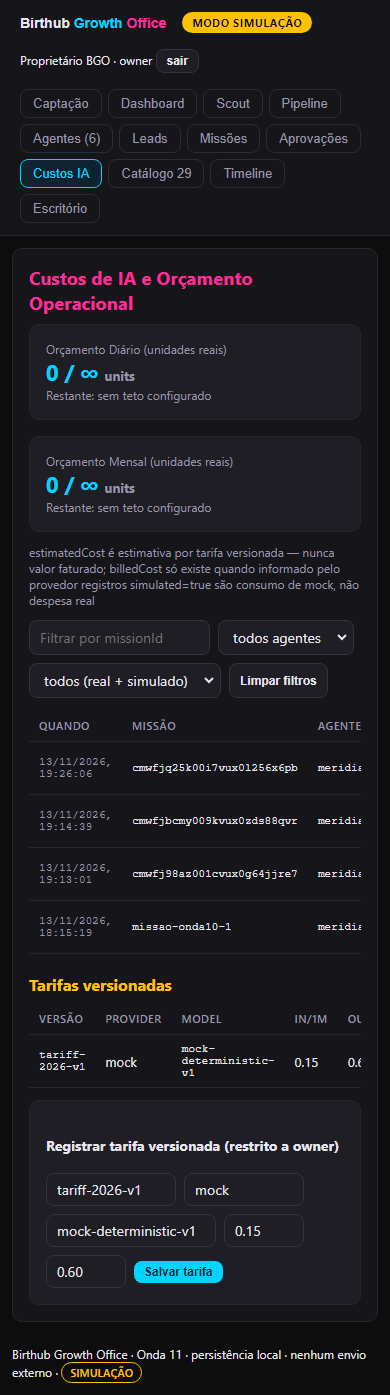 Birthub Growth Office MODO SIMULAÇÃO
Proprietário BGO · owner sair
Captação Dashboard Scout Pipeline
Agentes (6) Leads Missões Aprovações
Custos IA Catálogo 29 Timeline
Escritório
Custos de IA e Orçamento
Operacional
Orçamento Diário (unidades reais)
0 / ∞ units
Restante: sem teto configurado
Orçamento Mensal (unidades reais)
0 / ∞ units
Restante: sem teto configurado
estimatedCost é estimativa por tarifa versionada — nunca
valor faturado; billedCost só existe quando informado pelo
provedor registros simulated=true são consumo de mock, não
despesa real
Filtrar por missionId todos agentes
todos (real + simulado) Limpar filtros
QUANDO MISSÃO AGENTE
13/11/2026,
19:26:06 cmwfjq25k00i7vux0l256x6pb meridia
13/11/2026,
19:14:39 cmwfjbcmy009kvux0zds88qvr meridia
13/11/2026,
19:13:01 cmwfj98az001cvux0g64jjre7 meridia
13/11/2026,
18:15:19 missao-onda10-1 meridia
Tarifas versionadas
VERSÃO PROVIDER MODEL IN/1M OU
tariff-
2026-v1 mock mock-
deterministic-
v1 0.15 0.6
Registrar tarifa versionada (restrito a owner)
tariff-2026-v1 mock
mock-deterministic-v1 0.15
0.60 Salvar tarifa
Birthub Growth Office · Onda 11 · persistência local · nenhum envio
externo · SIMULAÇÃO